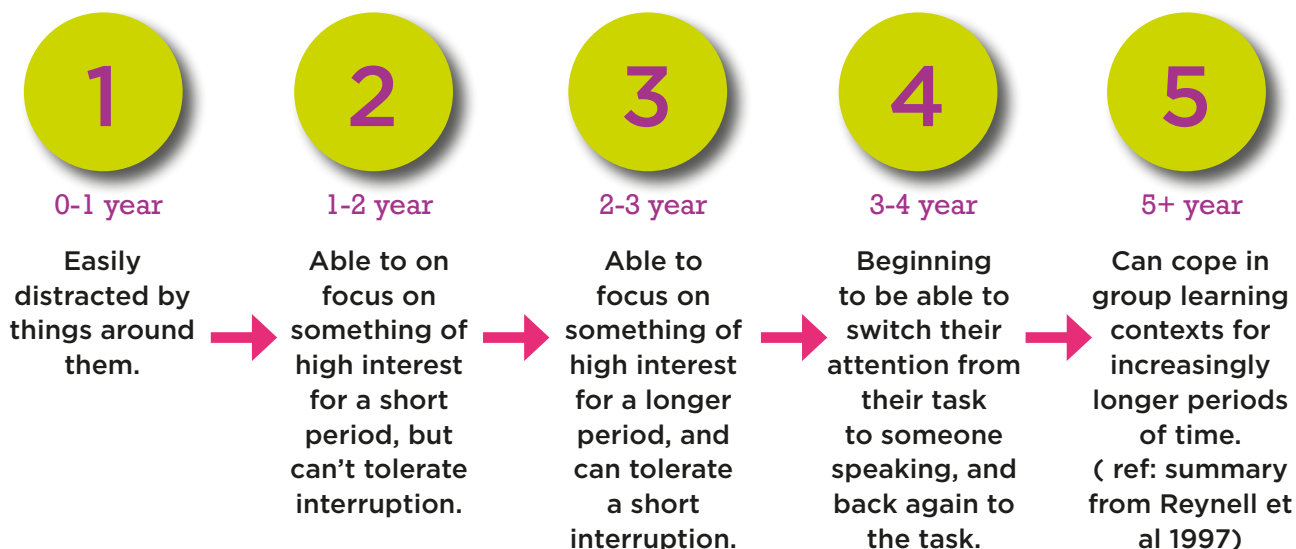 1
0-1 year
Easily
distracted by
things around
them.
2
1-2 year
Able to on
focus on
something of
high interest
for a short
period, but
can't tolerate
interruption.
3
2-3 year
Able to
focus on
something of
high interest
for a longer
period, and
can tolerate
a short
interruption.
4
3-4 year
Beginning
to be able to
switch their
attention from
their task
to someone
speaking, and
back again to
the task.
5
5+ year
Can cope in
group learning
contexts for
increasingly
longer periods
of time.
( ref: summary
from Reynell et
al 1997)